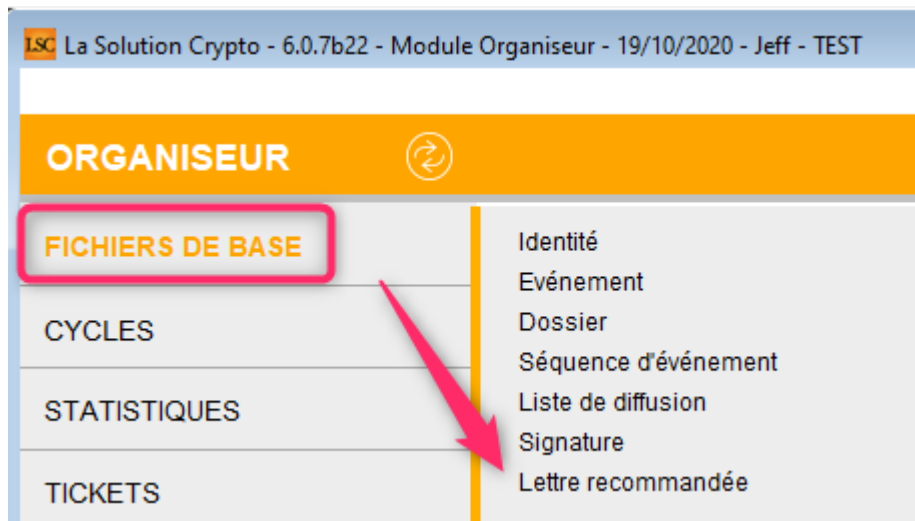 LSC La Solution Crypto - 6.0.7b22 - Module Organiseur - 19/10/2020 - Jeff - TEST
ORGANISEUR
FICHIERS DE BASE
CYCLES
STATISTIQUES
TICKETS
Identité
Evénement
Dossier
Séquence d'événement
Liste de diffusion
Signature
Lettre recommandée